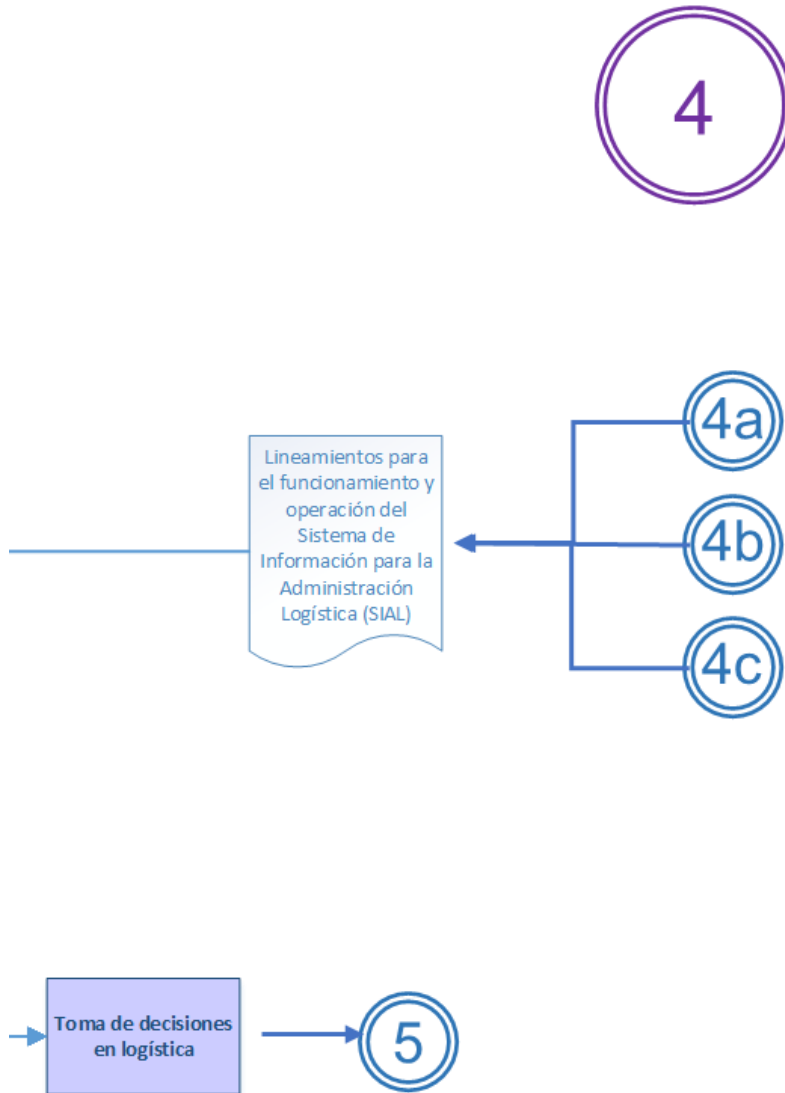 4
4a
Lineamientos para
el funcionamiento y
operación del
Sistema de
Información para la
Administración
Logística (SIAL)
4b
4c
Toma de decisiones
en logística
5